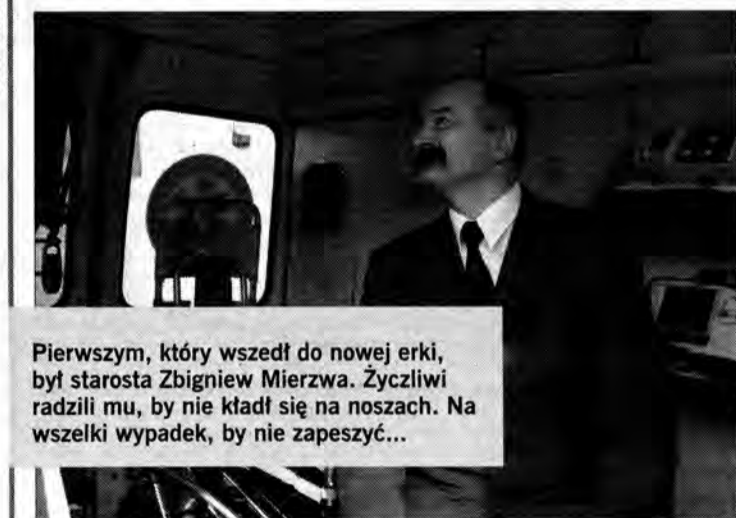 Pierwszym, który wszedł do nowej erki,
był starosta Zbigniew Mierzwa. Życzliwi
radzili mu, by nie kładł się na noszach. Na
wszelki wypadek, by nie zapeszyć...